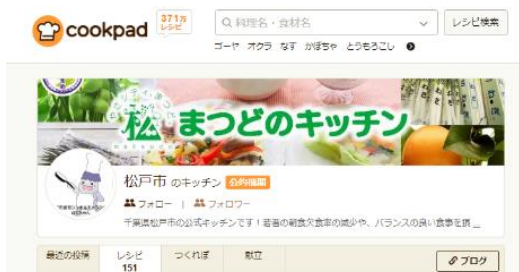 cookpad
371万
レシピ
料理名・食材名
レシピ検索
ゴーヤ オクラ なす かぼちゃ とうもろこし
松
matsudo
まつどのキッチン
松戸市 のキッチン 公的機関
フォロー | フォロワー
千葉県松戸市の公式キッチンです！若者の朝食欠食率の減少や、バランスの良い食事を摂 ...
最近の投稿
レシピ
151
つくれぽ
献立
ブログ